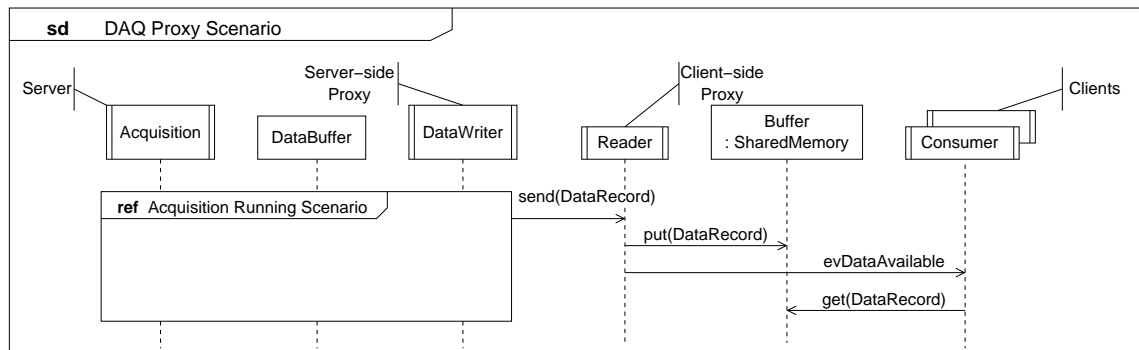 sd DAQ Proxy Scenario
Server
Server−side
Proxy
Client−side
Proxy
Clients
Acquisition
DataBuffer
DataWriter
Reader
Buffer
: SharedMemory
Consumer
ref Acquisition Running Scenario
send(DataRecord)
put(DataRecord)
evDataAvailable
get(DataRecord)